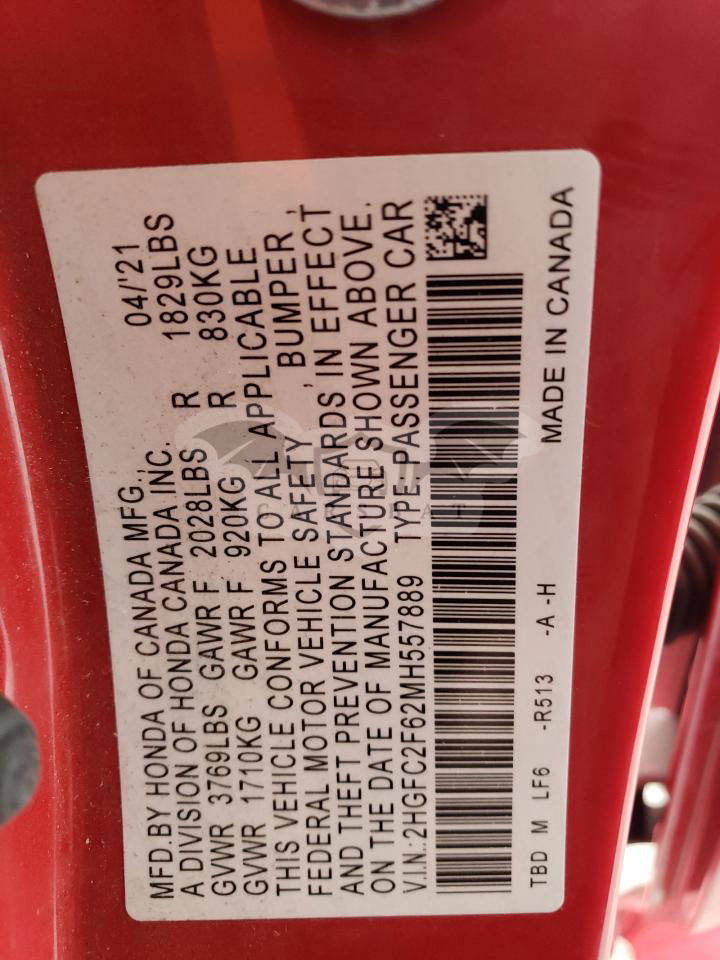 MFD.BY HONDA OF CANADA MFG., 04/'21
A DIVISION OF HONDA CANADA INC.
GVWR 3769LBS GAWR F 2028LBS R 1829LBS
GVWR 1710KG GAWR F 920KG R 830KG
THIS VEHICLE CONFORMS TO ALL APPLICABLE
FEDERAL MOTOR VEHICLE SAFETY , BUMPER ,
AND THEFT PREVENTION STANDARDS IN EFFECT
ON THE DATE OF MANUFACTURE SHOWN ABOVE.
V.I.N.:2HGFC2F62MH557889 TYPE:PASSENGER CAR
TBD M LF6 -R513 -A -H MADE IN CANADA